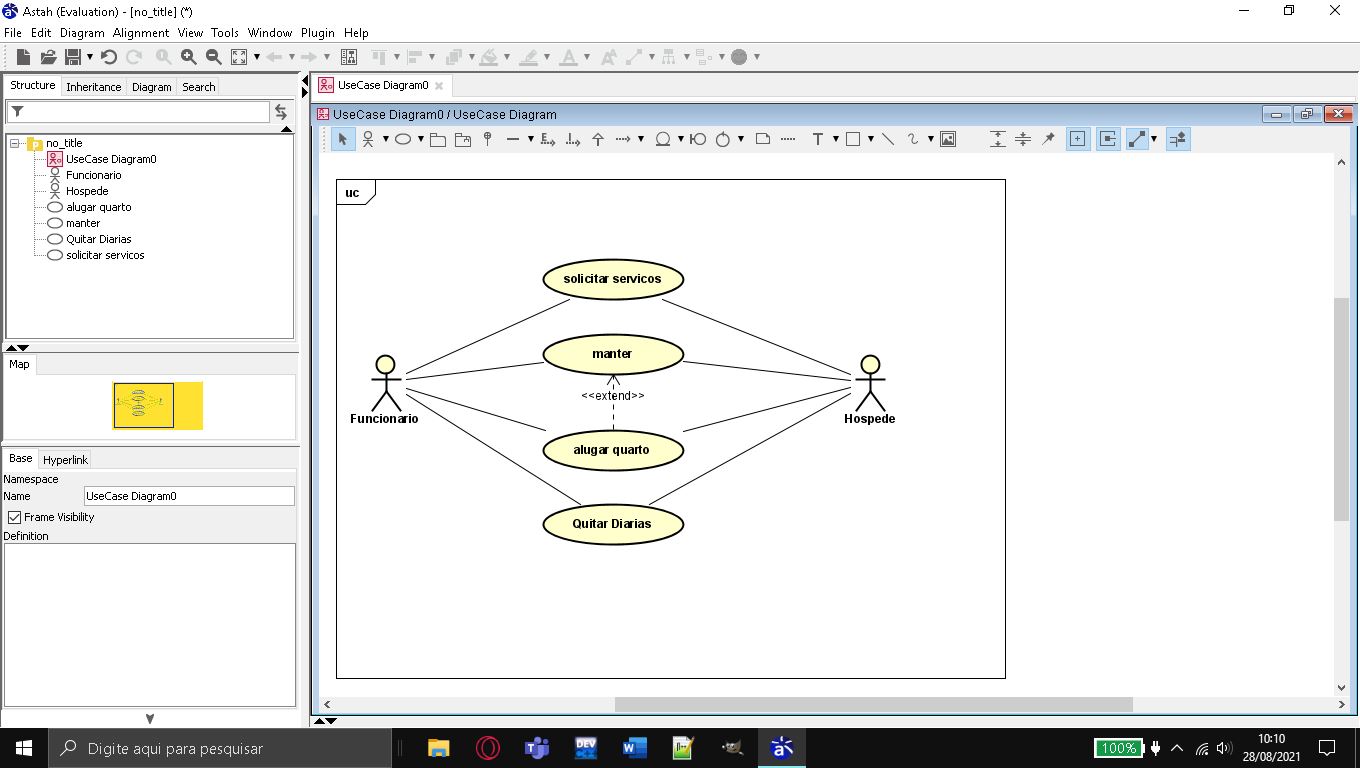 Astah (Evaluation) - [no_title] (*)
File Edit Diagram Alignment View Tools Window Plugin Help
Structure Inheritance Diagram Search
no_title
UseCase Diagram0
Funcionario
Hospede
alugar quarto
manter
Quitar Diarias
solicitar servicos
Map
Base Hyperlink
Namespace
Name UseCase Diagram0
Frame Visibility
Definition
UseCase Diagram0
UseCase Diagram0 / UseCase Diagram
T
uc
solicitar servicos
manter
<<extend>>
Funcionario
Hospede
alugar quarto
Quitar Diarias
Digite aqui para pesquisar
DEV
100%
10:10
28/08/2021